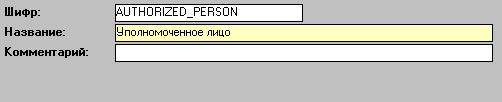 Шифр: AUTHORIZED_PERSON
Название: Уполномоченное лицо
Комментарий: